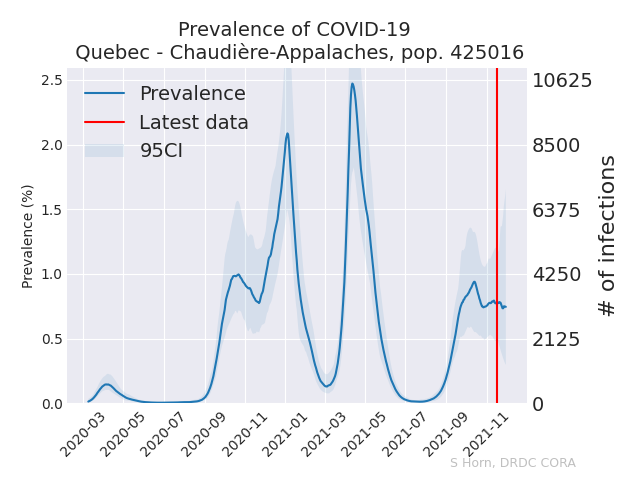 Prevalence of COVID-19
Quebec - Chaudière-Appalaches, pop. 425016
Prevalence
Latest data
95CI
Prevalence (%)
2.5
2.0
1.5
1.0
0.5
0.0
10625
8500
6375
4250
2125
0
# of infections
2020-03
2020-05
2020-07
2020-09
2020-11
2021-01
2021-03
2021-05
2021-07
2021-09
2021-11
S Horn, DRDC CORA